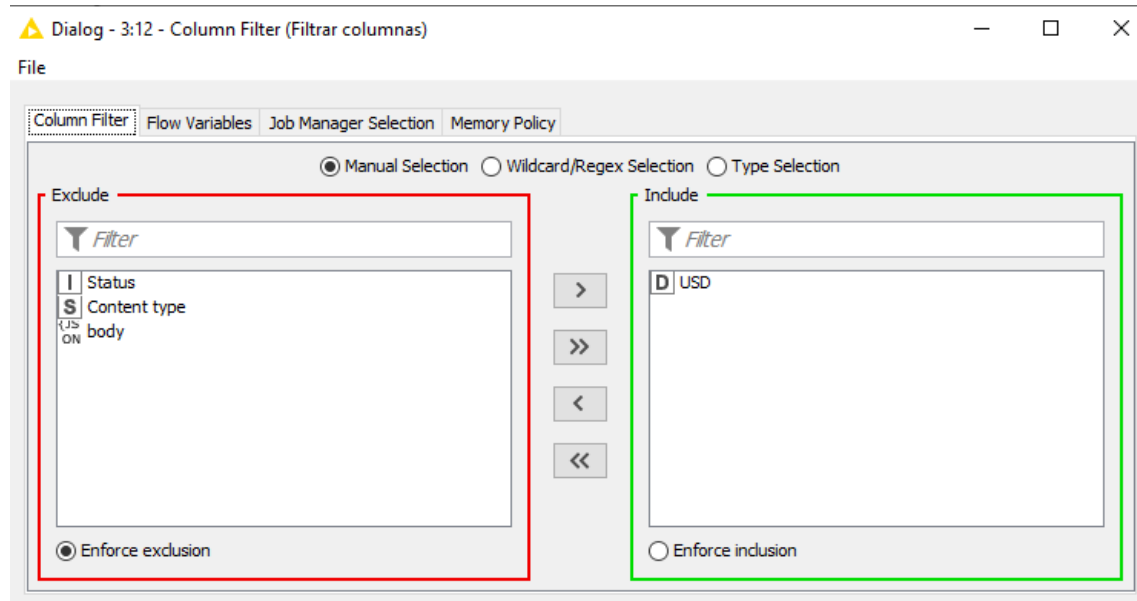 Dialog - 3:12 - Column Filter (Filtrar columnas)
File
Column Filter Flow Variables Job Manager Selection Memory Policy
Manual Selection Wildcard/Regex Selection Type Selection
Exclude
Filter
I Status
S Content type
{JS
ON body
Enforce exclusion
>
>>
<
<<
Include
Filter
D USD
Enforce inclusion